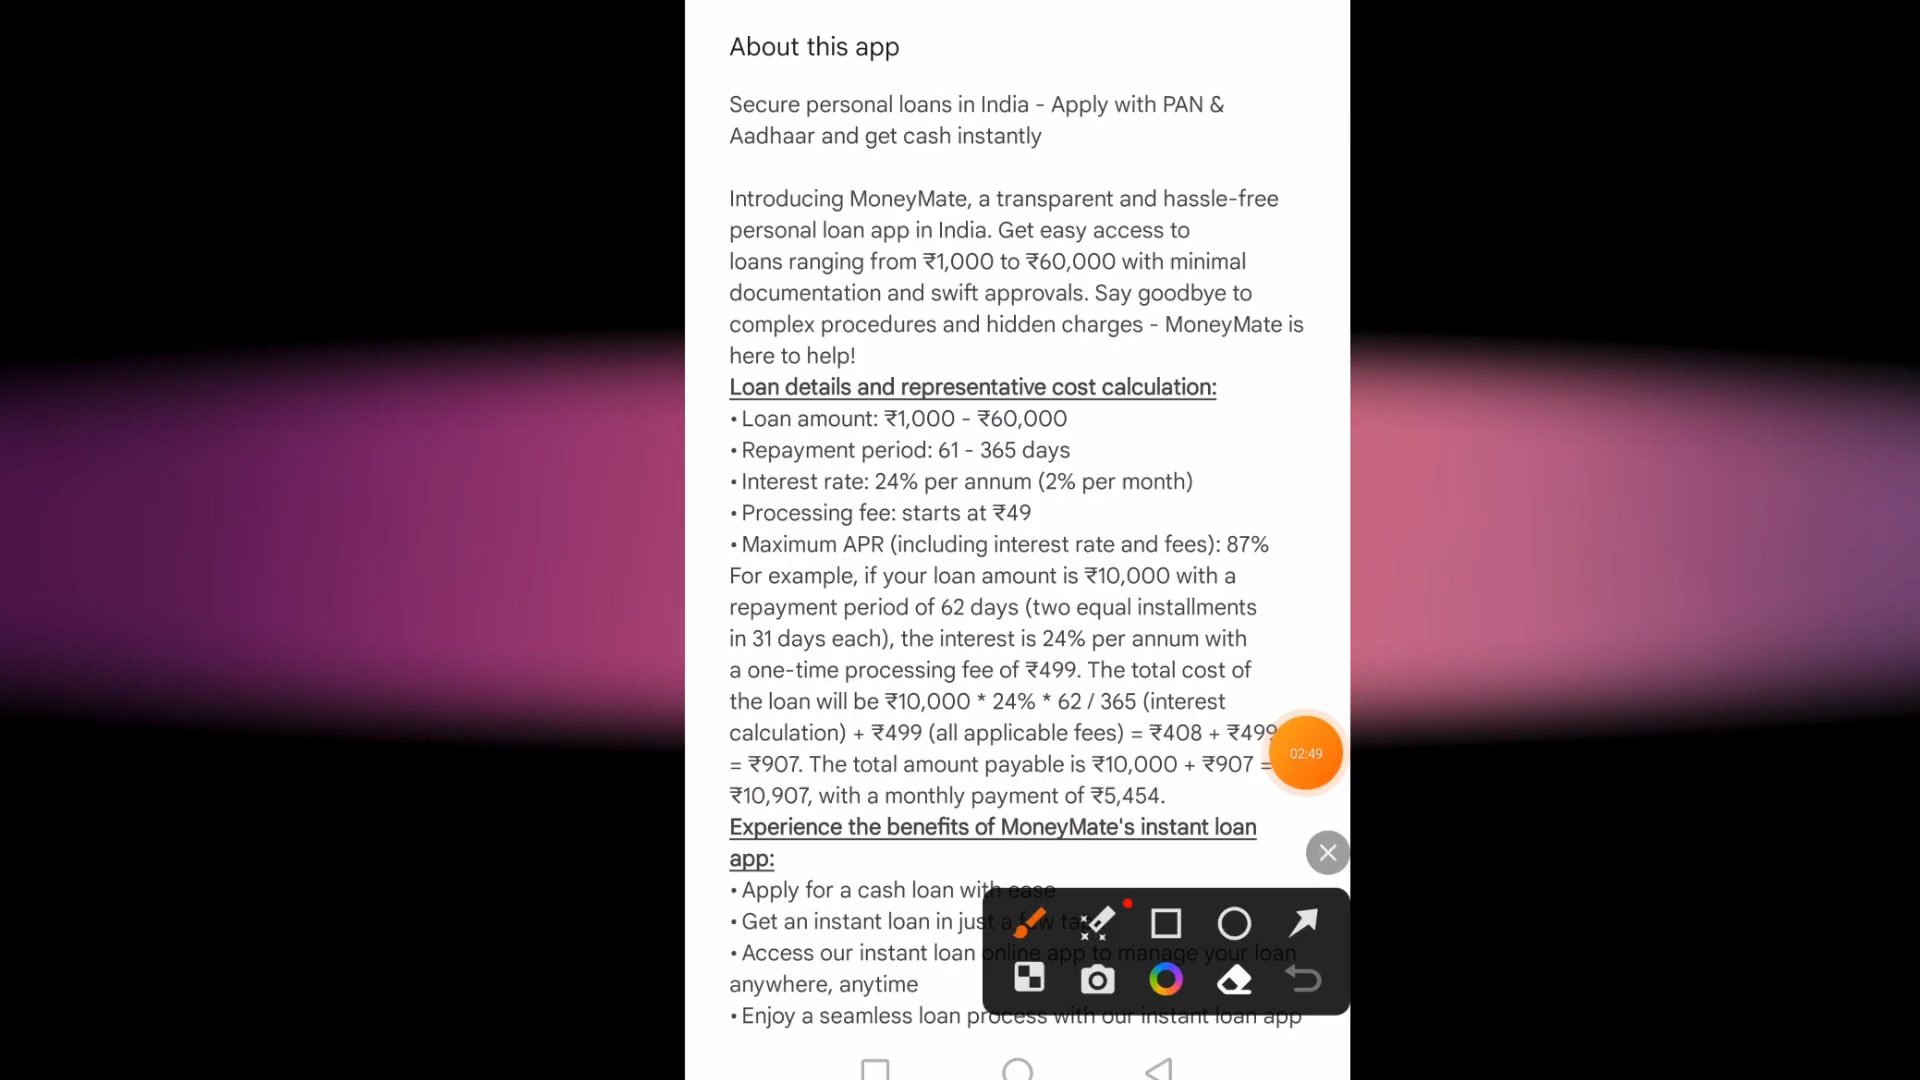 About this app
Secure personal loans in India - Apply with PAN &
Aadhaar and get cash instantly
Introducing MoneyMate, a transparent and hassle-free
personal loan app in India. Get easy access to
loans ranging from ₹1,000 to ₹60,000 with minimal
documentation and swift approvals. Say goodbye to
complex procedures and hidden charges - MoneyMate is
here to help!
Loan details and representative cost calculation:
• Loan amount: ₹1,000 - ₹60,000
• Repayment period: 61 - 365 days
• Interest rate: 24% per annum (2% per month)
• Processing fee: starts at ₹49
• Maximum APR (including interest rate and fees): 87%
For example, if your loan amount is ₹10,000 with a
repayment period of 62 days (two equal installments
in 31 days each), the interest is 24% per annum with
a one-time processing fee of ₹499. The total cost of
the loan will be ₹10,000 * 24% * 62 / 365 (interest
calculation) + ₹499 (all applicable fees) = ₹408 + ₹499
= ₹907. The total amount payable is ₹10,000 + ₹907 =
02:49
₹10,907, with a monthly payment of ₹5,454.
Experience the benefits of MoneyMate's instant loan
app:
• Apply for a cash loan with ease
• Get an instant loan in just a few
• Access our instant loan online app to manage your loan
anywhere, anytime
• Enjoy a seamless loan process with our instant loan app